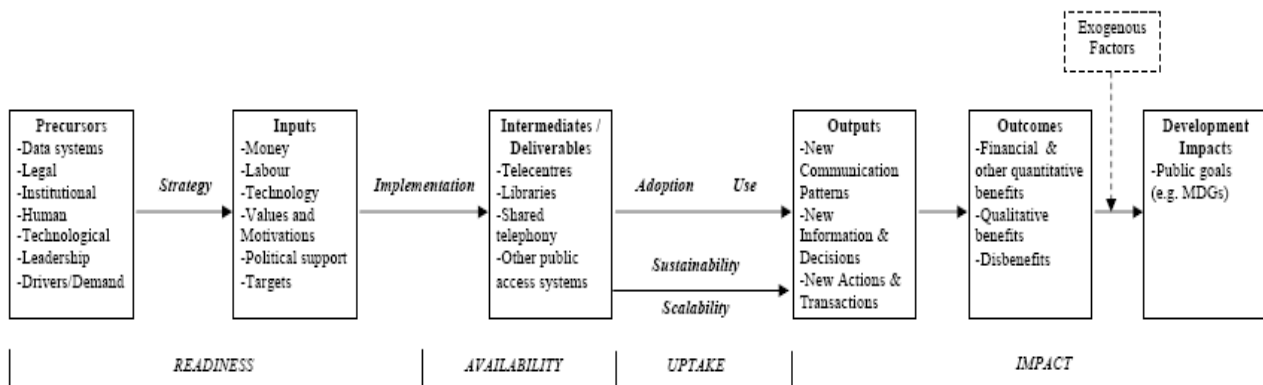 Exogenous
Factors
Precursors
-Data systems
-Legal
-Institutional
-Human
-Technological
-Leadership
-Drivers/Demand
Strategy
Inputs
-Money
-Labour
-Technology
-Values and
Motivations
-Political support
-Targets
Implementation
Intermediates /
Deliverables
-Telecentres
-Libraries
-Shared
telephony
-Other public
access systems
Adoption Use
Sustainability
Scalability
Outputs
-New
Communication
Patterns
-New
Information &
Decisions
-New Actions &
Transactions
Outcomes
-Financial &
other quantitative
benefits
-Qualitative
benefits
-Disbenefits
Development
Impacts
-Public goals
(e.g. MDGs)
READINESS
AVAILABILITY
UPTAKE
IMPACT